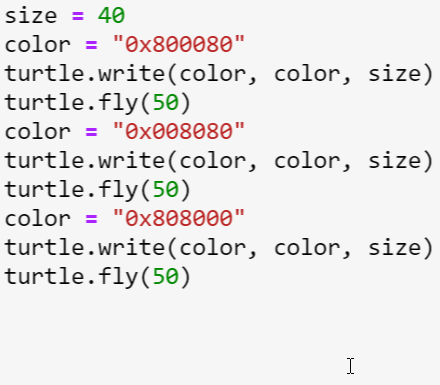 size = 40
color = "0x800080"
turtle.write(color, color, size)
turtle.fly(50)
color = "0x008080"
turtle.write(color, color, size)
turtle.fly(50)
color = "0x808000"
turtle.write(color, color, size)
turtle.fly(50)